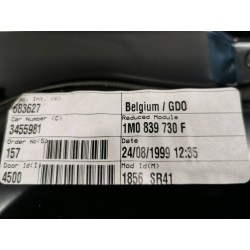 Int.
683627
Belgium / GDO
Car Number (C)
Reduced Module
3455981
1M0 839 730 F
Order No(S)
Date
157
24/08/1999 12:35
Door Id(I)
Mod Id(M)
4500
1856 SR41